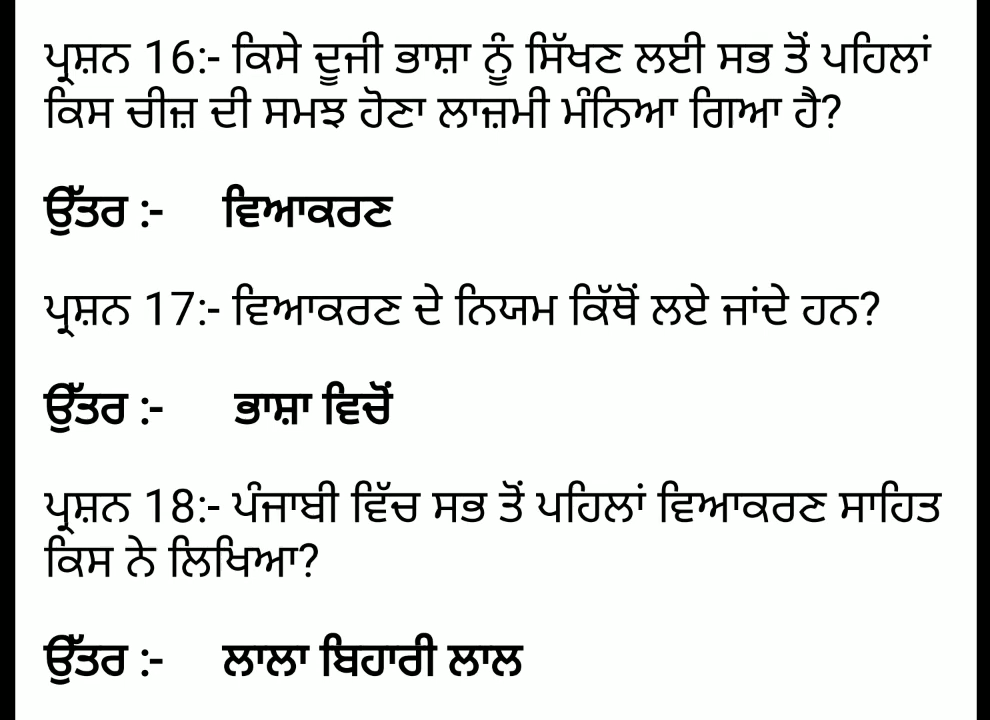 ਪ੍ਰਸ਼ਨ 16:- ਕਿਸੇ ਦੂਜੀ ਭਾਸ਼ਾ ਨੂੰ ਸਿੱਖਣ ਲਈ ਸਭ ਤੋਂ ਪਹਿਲਾਂ
ਕਿਸ ਚੀਜ਼ ਦੀ ਸਮਝ ਹੋਣਾ ਲਾਜ਼ਮੀ ਮੰਨਿਆ ਗਿਆ ਹੈ?
ਉੱਤਰ :- ਵਿਆਕਰਣ
ਪ੍ਰਸ਼ਨ 17:- ਵਿਆਕਰਣ ਦੇ ਨਿਯਮ ਕਿੱਥੋਂ ਲਏ ਜਾਂਦੇ ਹਨ?
ਉੱਤਰ :- ਭਾਸ਼ਾ ਵਿਚੋਂ
ਪ੍ਰਸ਼ਨ 18:- ਪੰਜਾਬੀ ਵਿੱਚ ਸਭ ਤੋਂ ਪਹਿਲਾਂ ਵਿਆਕਰਣ ਸਾਹਿਤ
ਕਿਸ ਨੇ ਲਿਖਿਆ?
ਉੱਤਰ :- ਲਾਲਾ ਬਿਹਾਰੀ ਲਾਲ